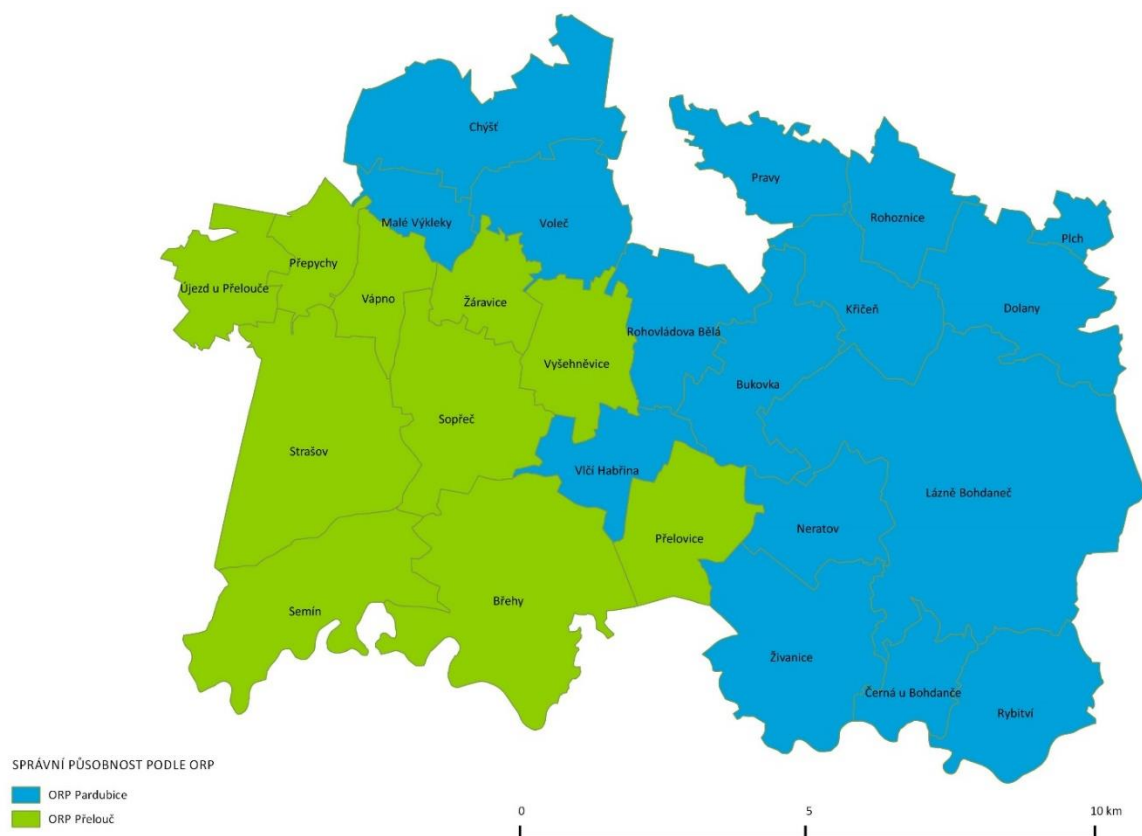 Chýšť
Pravy
Rohoznice
Malé Výkleky
Voleč
Plch
Přepychy
Újezd u Přelouče
Vápno
Žáravice
Křičeň
Dolany
Rohovládova Bělá
Vyšehněvice
Bukovka
Sopřeč
Strašov
Vlčí Habřina
Lázně Bohdaneč
Neratov
Přelovice
Břehy
Semín
Živanice
Černá u Bohdanče
Rybitví
SPRÁVNÍ PŮSOBNOST PODLE ORP
ORP Pardubice
ORP Přelouč
0 5 10 km